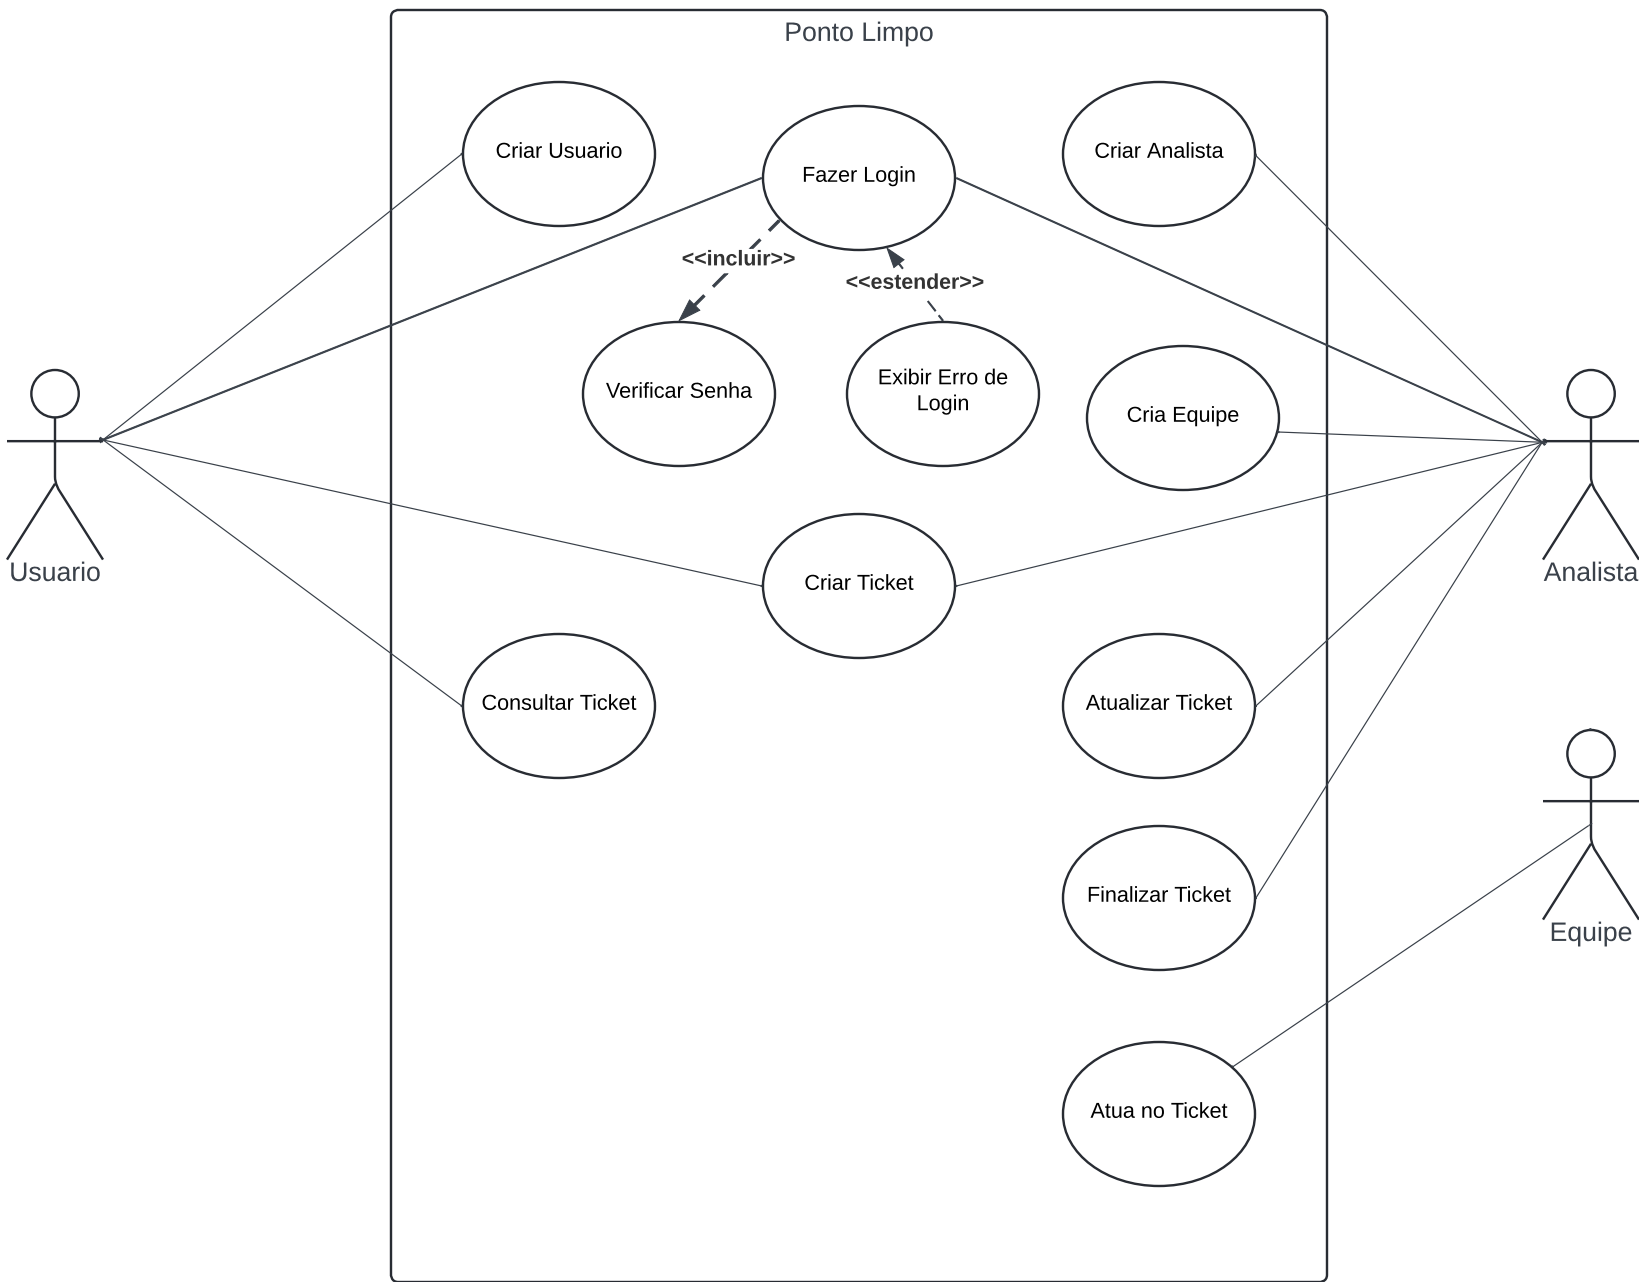 Ponto Limpo
Criar Usuario
Fazer Login
Criar Analista
<<incluir>>
<<estender>>
Verificar Senha
Exibir Erro de
Login
Cria Equipe
Usuario
Analista
Criar Ticket
Consultar Ticket
Atualizar Ticket
Finalizar Ticket
Equipe
Atua no Ticket